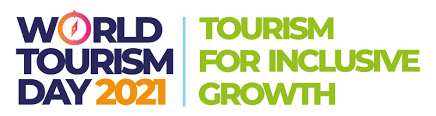 WORLD
TOURISM
DAY 2021
TOURISM
FOR INCLUSIVE
GROWTH